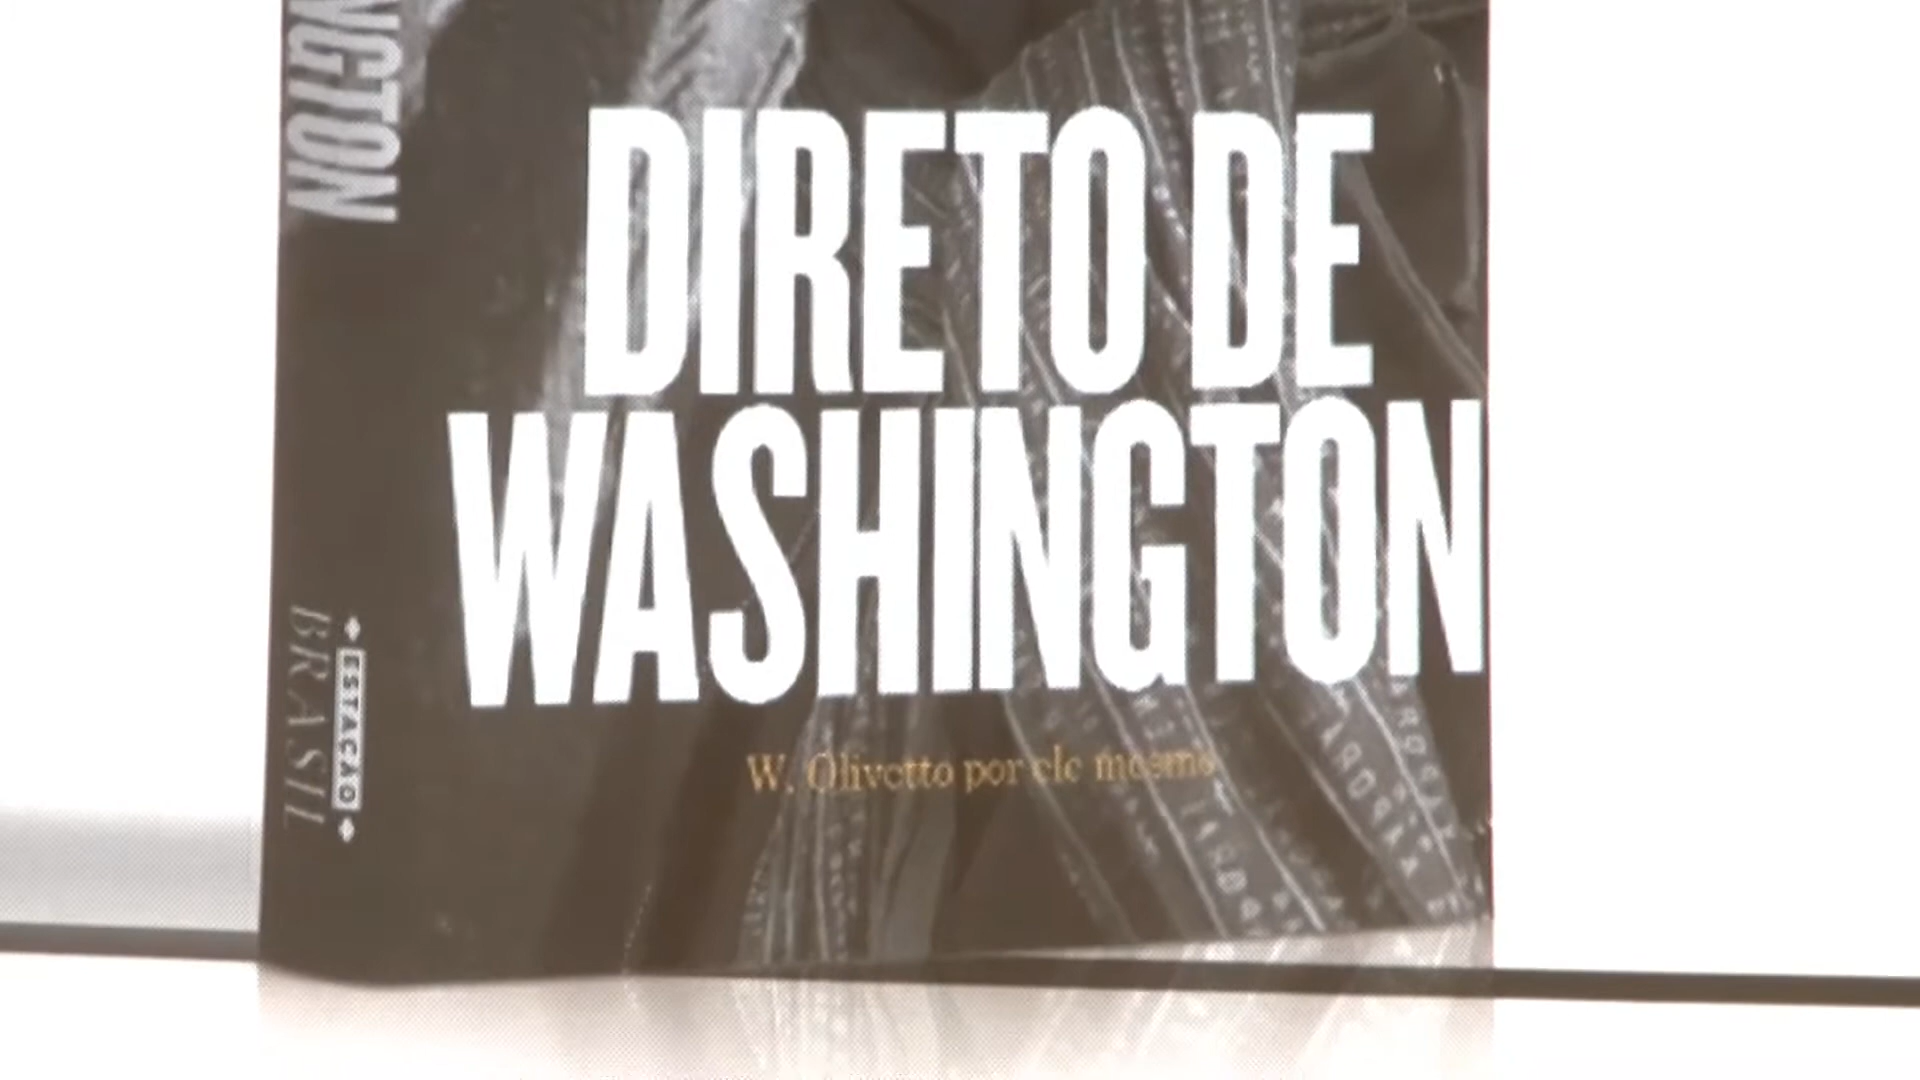 NGTON
DIRETO DE
WASHINGTON
W. Olivetto por ele mesmo
ESTAÇÃO
BRASIL